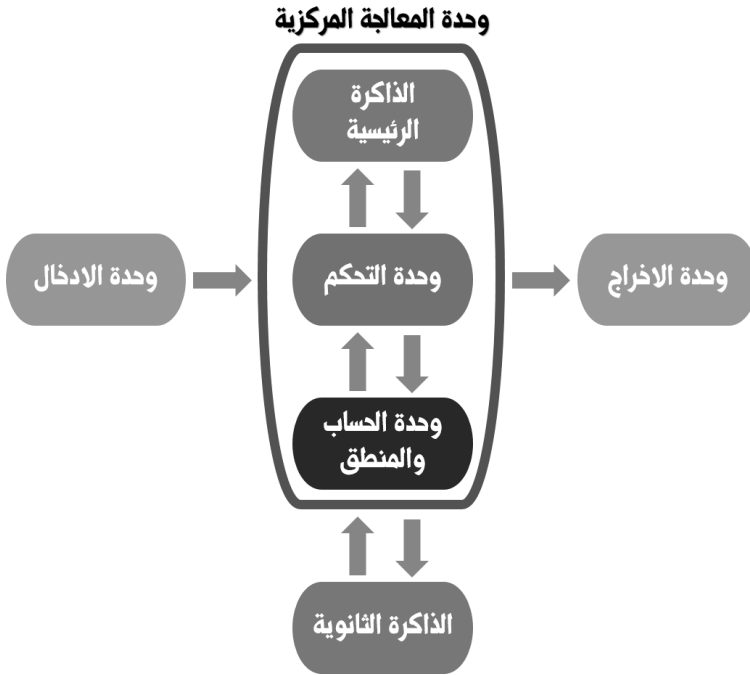 وحدة المعالجة المركزية
الذاكرة
الرئيسية
وحدة الادخال
وحدة التحكم
وحدة الاخراج
وحدة الحساب
والمنطق
الذاكرة الثانوية